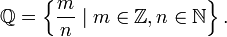 ℚ = { m/n | m ∈ ℤ, n ∈ ℕ } .